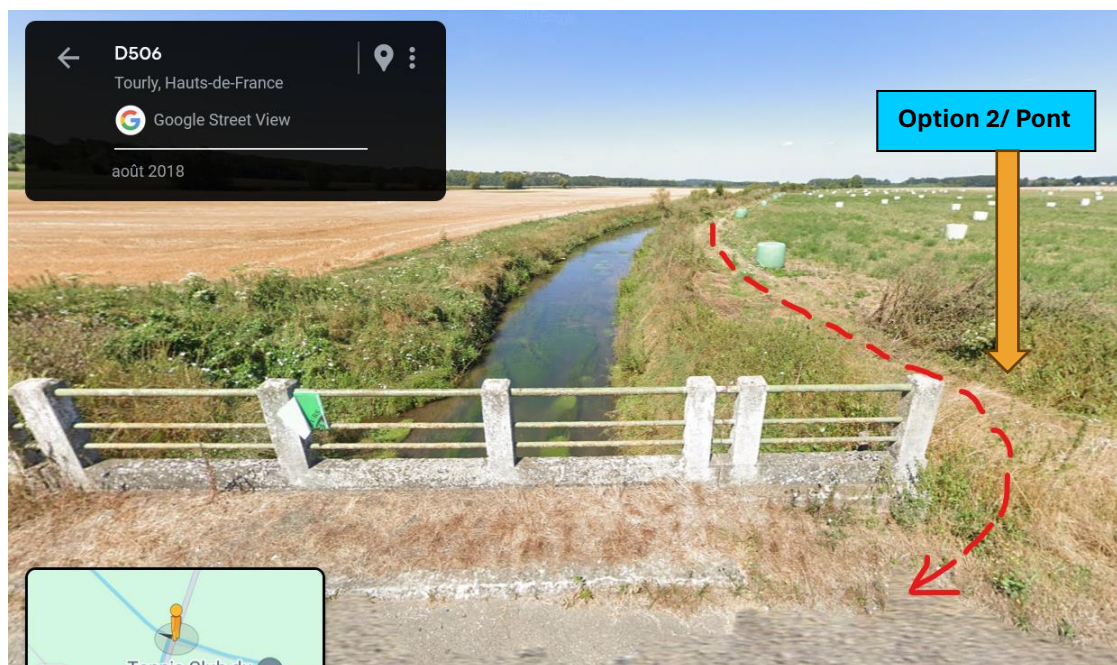 D506
Tourly, Hauts-de-France
Google Street View
août 2018
Option 2/ Pont